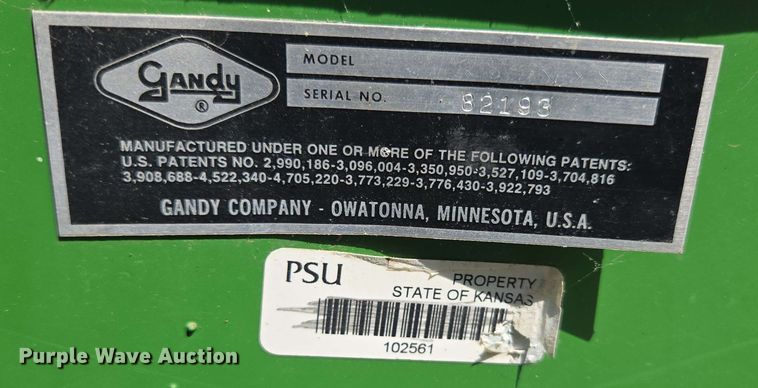 gandy
®
MODEL
SERIAL NO. 82193
MANUFACTURED UNDER ONE OR MORE OF THE FOLLOWING PATENTS:
U.S. PATENTS NO. 2,990,186-3,096,004-3,350,950-3,527,109-3,704,816
3,908,688-4,522,340-4,705,220-3,773,229-3,776,430-3,922,793
GANDY COMPANY - OWATONNA, MINNESOTA, U.S.A.
PSU PROPERTY
STATE OF KANSAS
102561
Purple Wave Auction